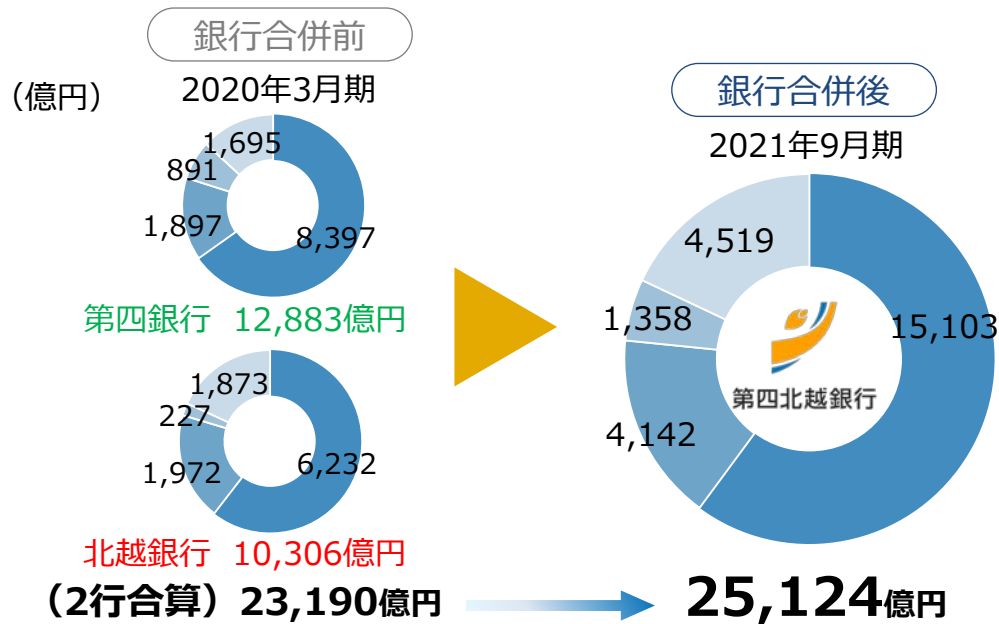 銀行合併前
(億円)
2020年3月期
1,695
891
1,897
8,397
第四銀行 12,883億円
1,873
227
1,972
6,232
北越銀行 10,306億円
(2行合算) 23,190億円
銀行合併後
2021年9月期
4,519
1,358
15,103
第四北越銀行
4,142
25,124億円